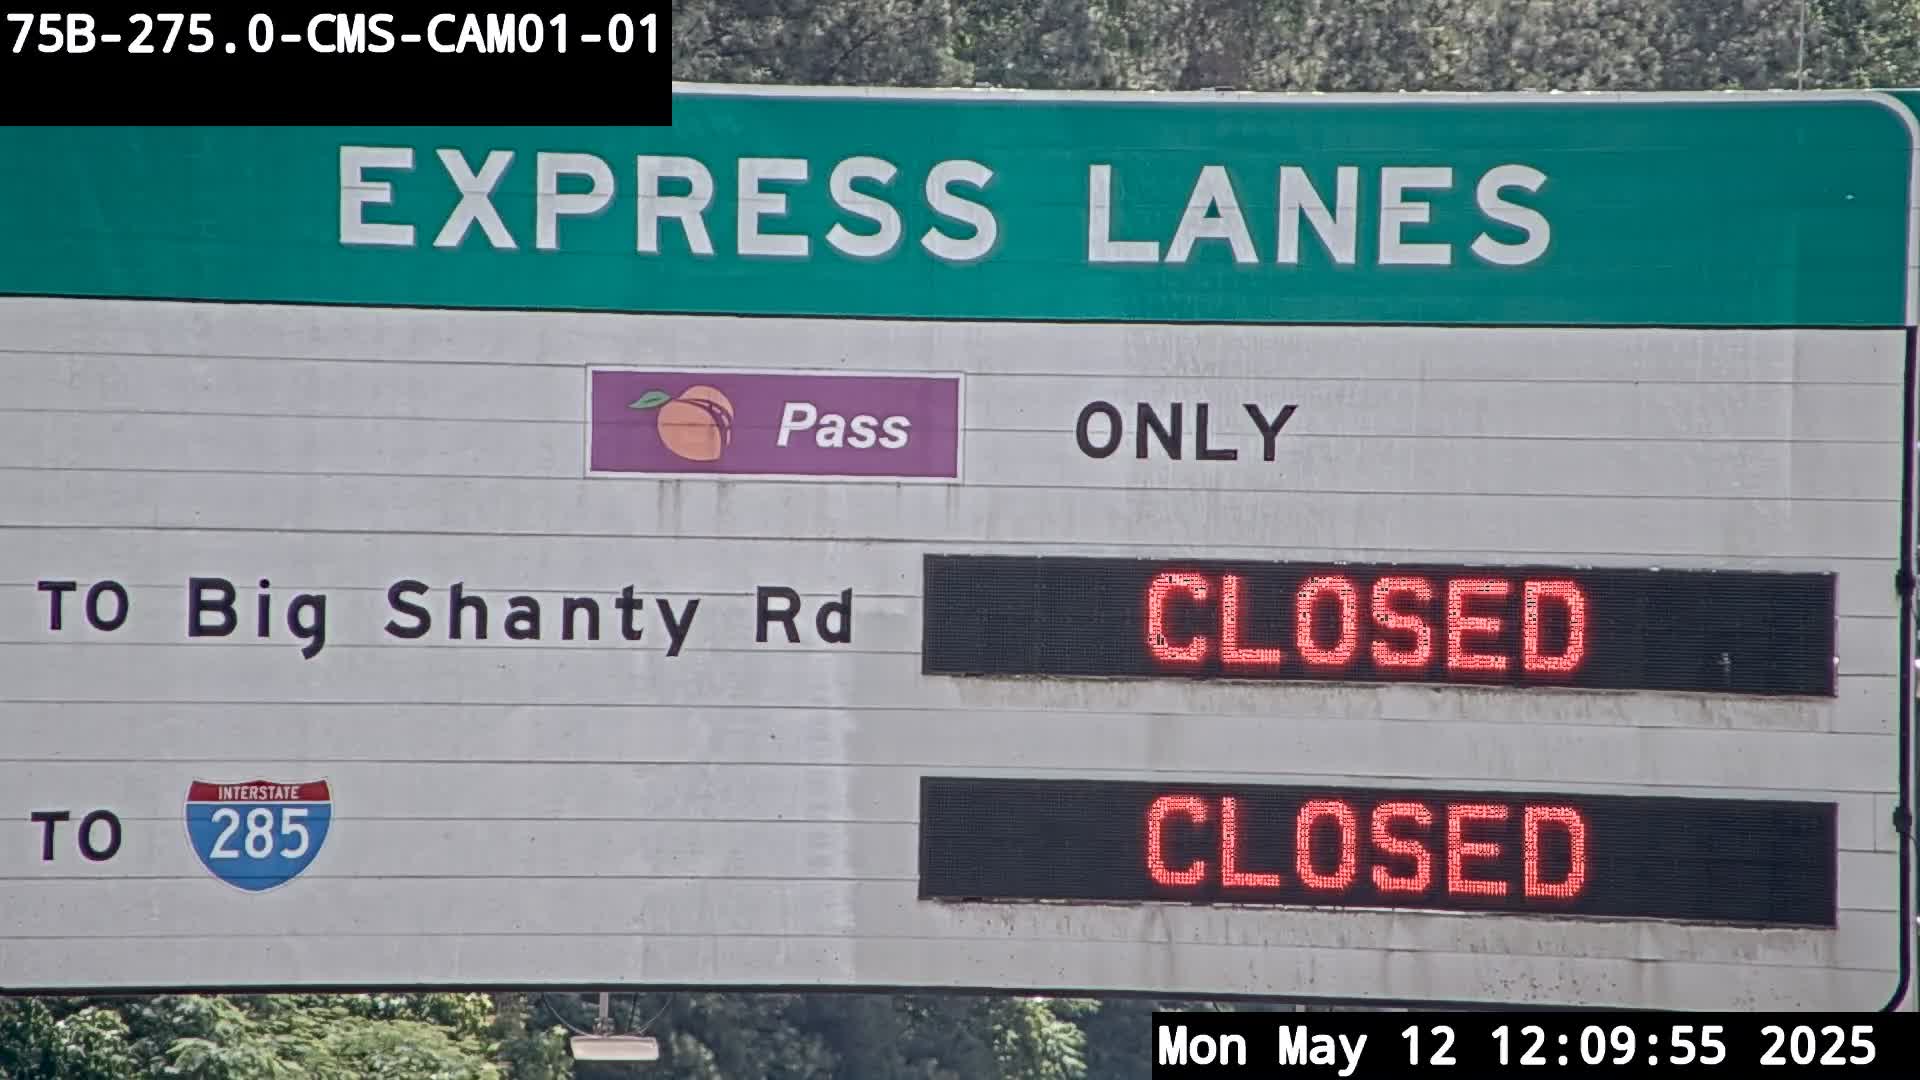 75B-275.0-CMS-CAM01-01
EXPRESS LANES
Pass ONLY
TO Big Shanty Rd CLOSED
TO INTERSTATE 285 CLOSED
Mon May 12 12:09:55 2025